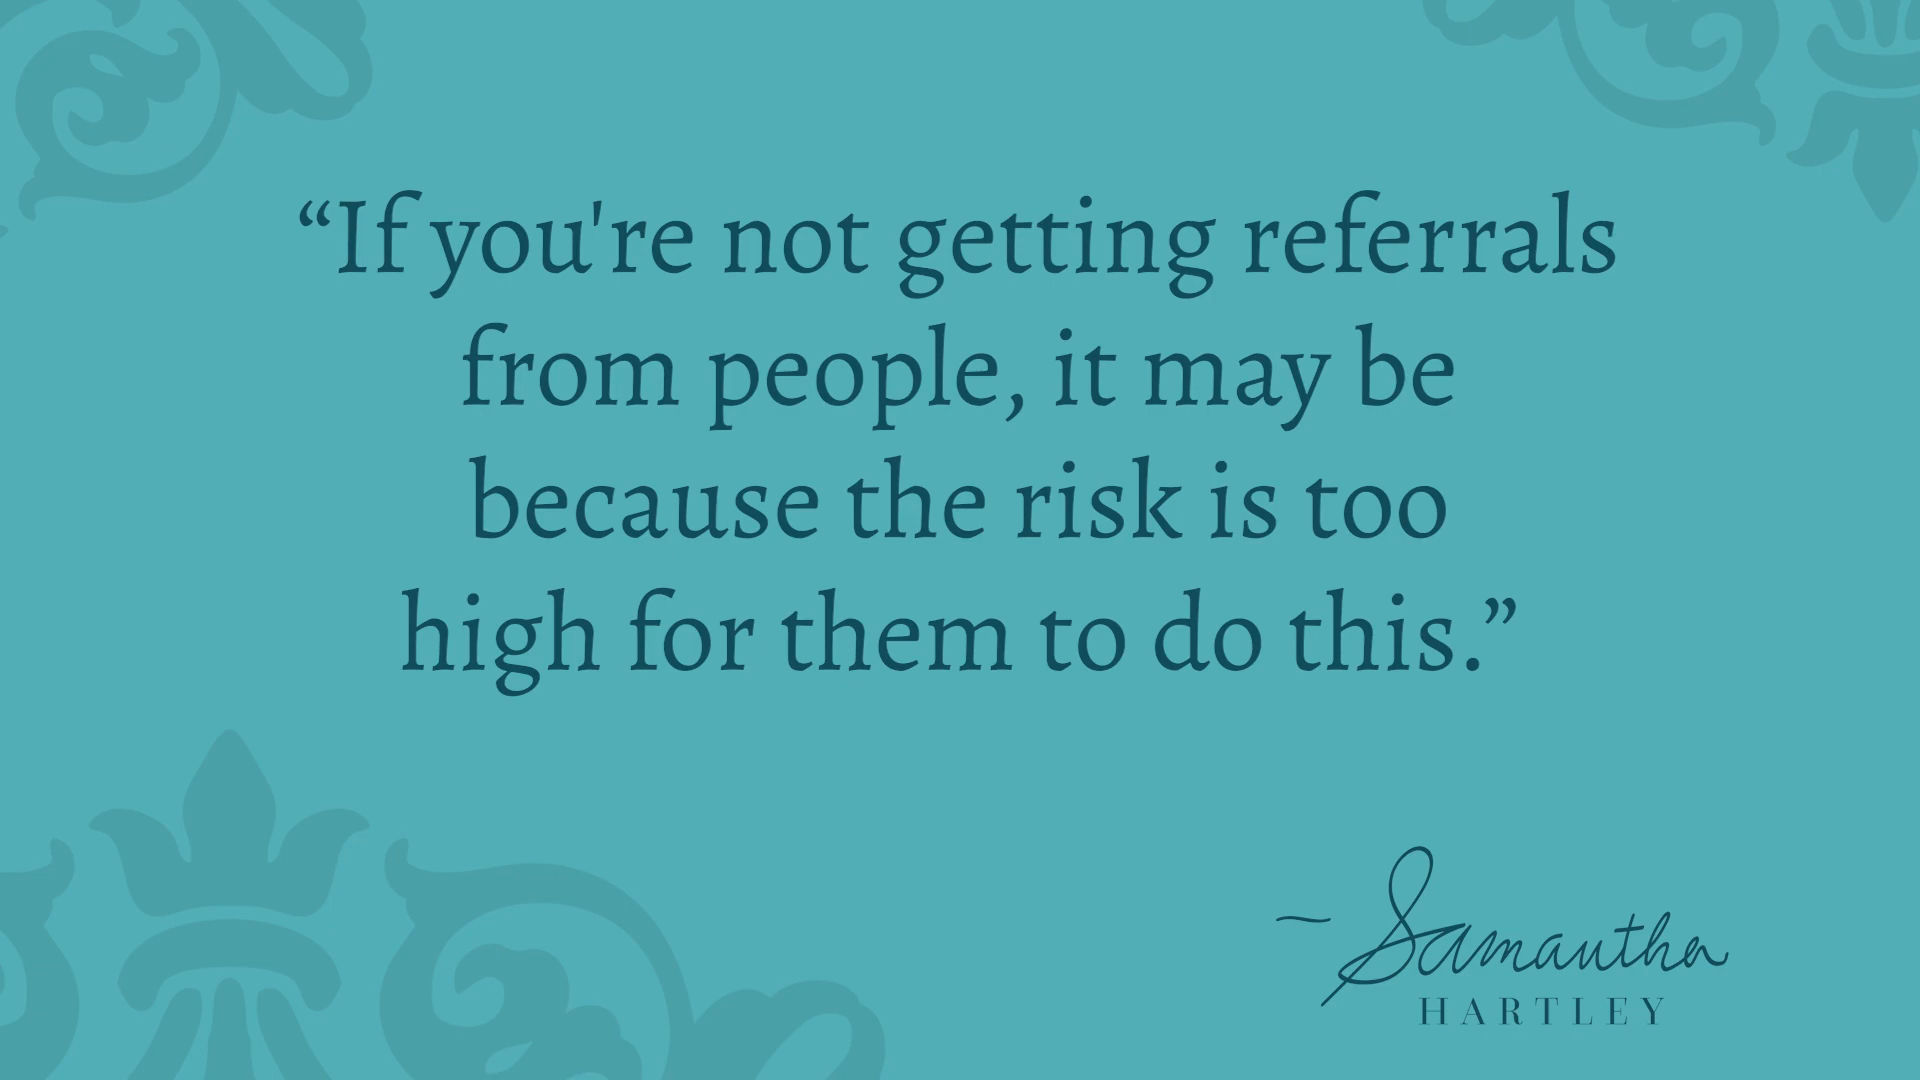 “If you're not getting referrals
from people, it may be
because the risk is too
high for them to do this.”
~ Samantha
HARTLEY